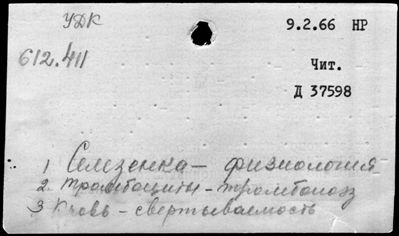 УДК
9.2.66 НР
612.411
Чит.
Д 37598
1 Селезенка - физиология
2. Тромбоциты - тромбопоэз
3 Кровь - свертываемость